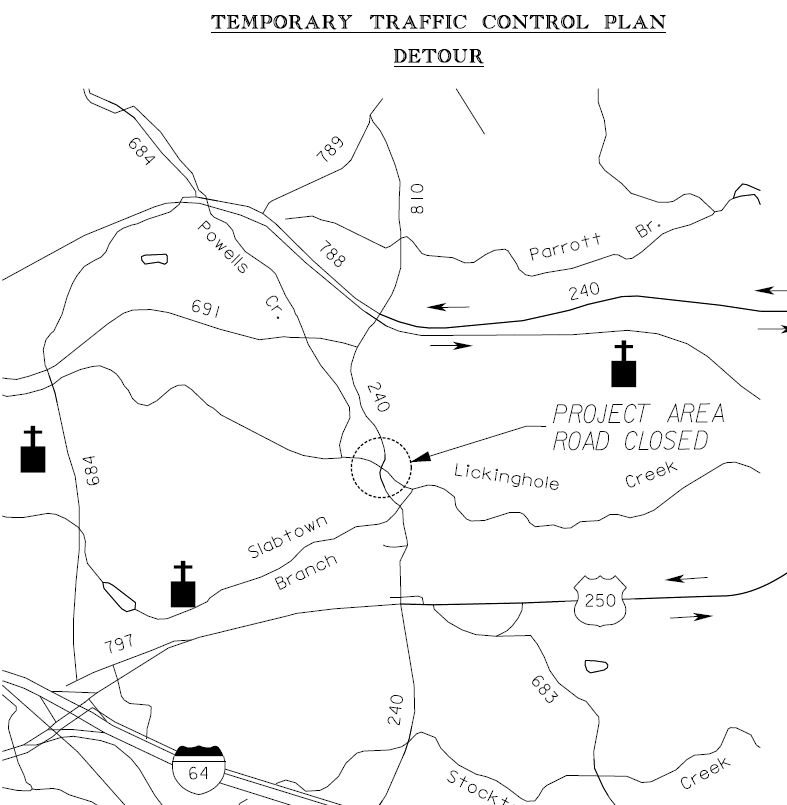 TEMPORARY TRAFFIC CONTROL PLAN
DETOUR
684
789
810
Powells
Cr.
788
Parrott
Br.
240
691
240
PROJECT AREA
ROAD CLOSED
684
Lickinghole
Creek
Slabtown
Branch
250
797
683
240
64
Stockt
Creek